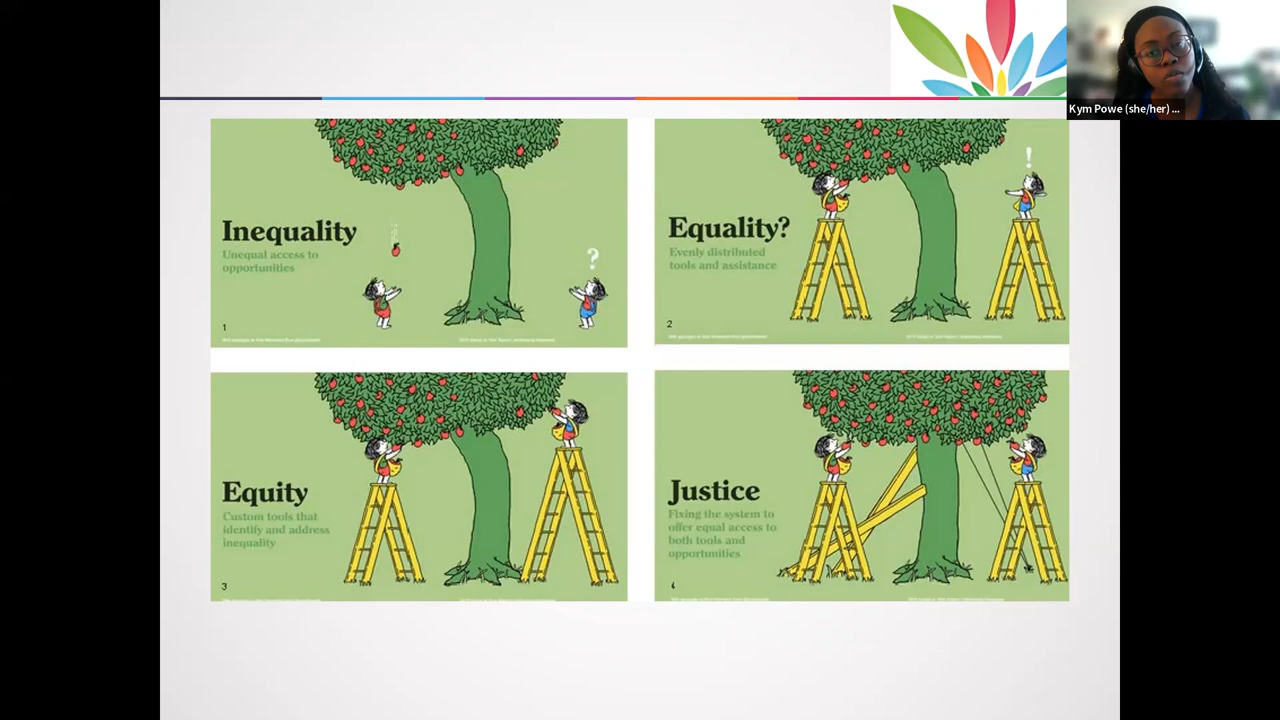 Kym Powe (she/her) ...
Inequality
Unequal access to
opportunities
?
1
Equality?
Evenly distributed
tools and assistance
!
2
Equity
Custom tools that
identify and address
inequality
3
Justice
Fixing the system to
offer equal access to
both tools and
opportunities